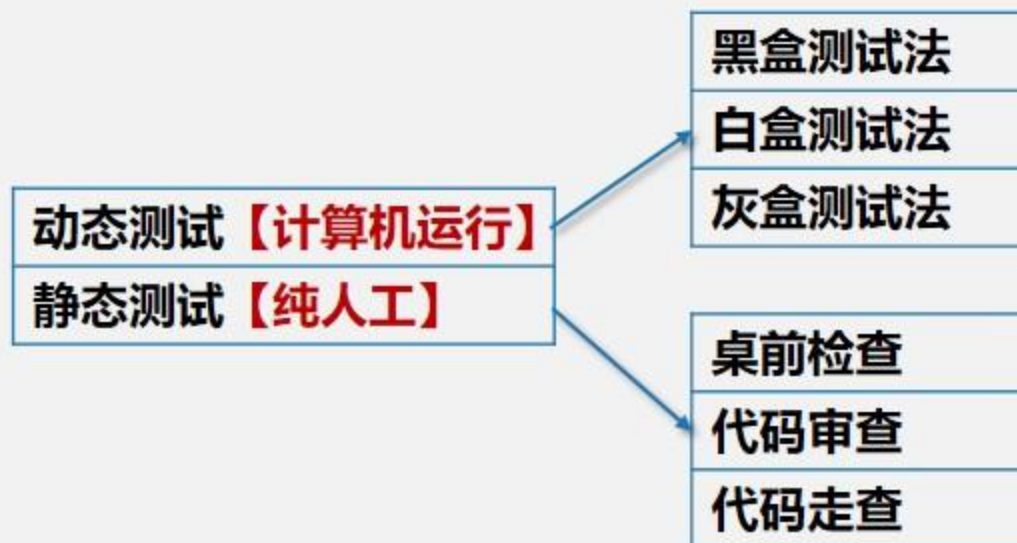 黑盒测试法
白盒测试法
灰盒测试法
动态测试【计算机运行】
静态测试【纯人工】
桌前检查
代码审查
代码走查